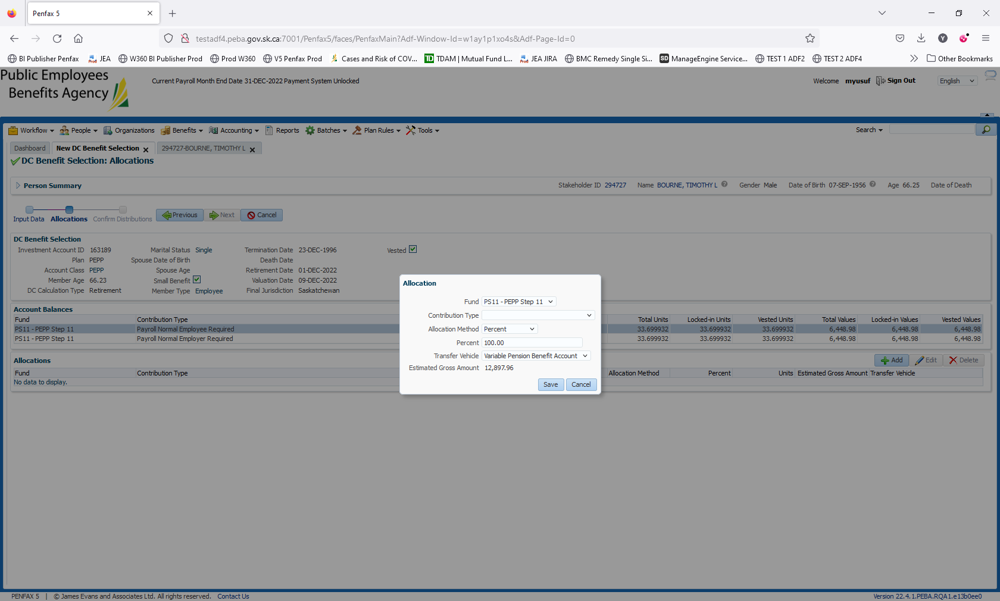 Penfax 5
testadf4.peba.gov.sk.ca:7001/Penfax5/faces/PenfaxMain?Adf-Window-Id=w1ay1p1xo4s&Adf-Page-Id=0
Y
BI Publisher Penfax JEA W360 BI Publisher Prod Prod W360 V5 Penfax Prod Cases and Risk of COV... TD TDAM | Mutual Fund L... JEA JIRA BMC Remedy Single Si... SD ManageEngine Service... TEST 1 ADF2 TEST 2 ADF4 Other Bookmarks
Public Employees
Benefits Agency
Current Payroll Month End Date 31-DEC-2022 Payment System Unlocked
Welcome myusuf Sign Out English
Workflow People Organizations Benefits Accounting Reports Batches Plan Rules Tools Search
Dashboard New DC Benefit Selection 294727-BOURNE, TIMOTHY L
DC Benefit Selection: Allocations
Person Summary Stakeholder ID 294727 Name BOURNE, TIMOTHY L Gender Male Date of Birth 07-SEP-1956 Age 66.25 Date of Death
Input Data Allocations Confirm Distributions Previous Next Cancel
DC Benefit Selection
Investment Account ID 163189 Marital Status Single Termination Date 23-DEC-1996 Vested
Plan PEPP Spouse Date of Birth Death Date
Account Class PEPP Spouse Age Retirement Date 01-DEC-2022
Member Age 66.23 Small Benefit Valuation Date 09-DEC-2022
DC Calculation Type Retirement Member Type Employee Final Jurisdiction Saskatchewan
Account Balances
Fund Contribution Type Total Units Locked-in Units Vested Units Total Values Locked-in Values Vested Values
PS11 - PEPP Step 11 Payroll Normal Employee Required 33.699932 33.699932 33.699932 6,448.98 6,448.98 6,448.98
PS11 - PEPP Step 11 Payroll Normal Employer Required 33.699932 33.699932 33.699932 6,448.98 6,448.98 6,448.98
Allocations Add Edit Delete
Fund Contribution Type Allocation Method Percent Units Estimated Gross Amount Transfer Vehicle
No data to display.
Allocation
Fund PS11 - PEPP Step 11
Contribution Type
Allocation Method Percent
Percent 100.00
Transfer Vehicle Variable Pension Benefit Account
Estimated Gross Amount 12,897.96
Save Cancel
PENFAX 5 | © James Evans and Associates Ltd. All rights reserved. Contact Us Version 22.4.1.PEBA.RQA1.e13b0ee0